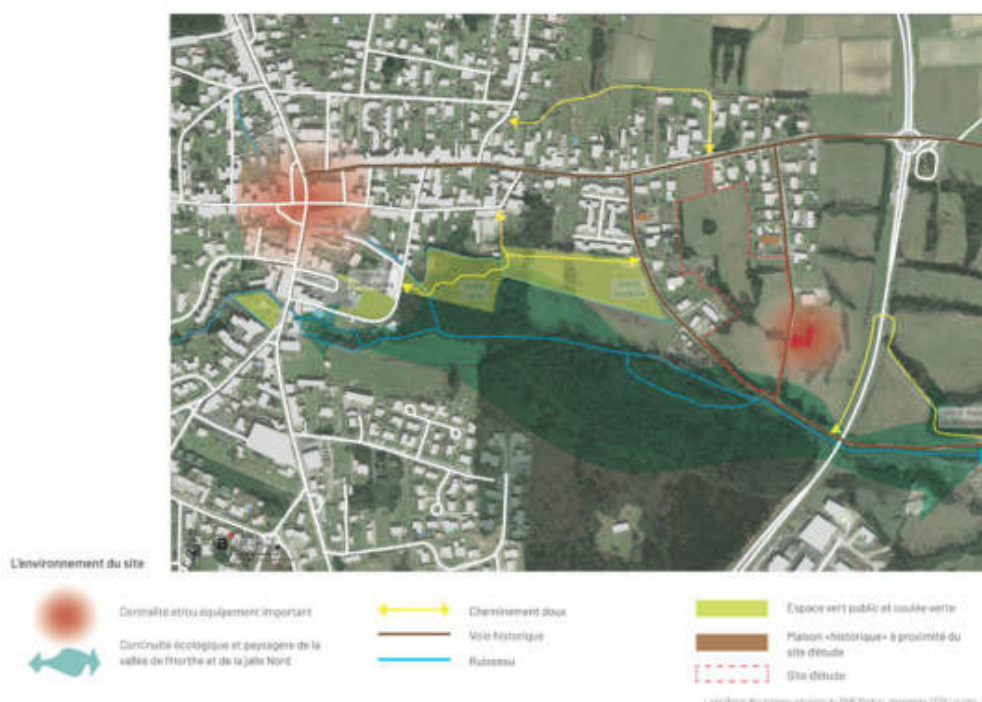 L'environnement du site
Centralité et/ou équipement important
Continuité écologique et paysagère de la
vallée de l'Horthe et de la jalle Nord
Cheminement doux
Voie historique
Ruisseau
Espace vert public et coulée verte
Maison «historique» à proximité du
site d'étude
Site d'étude